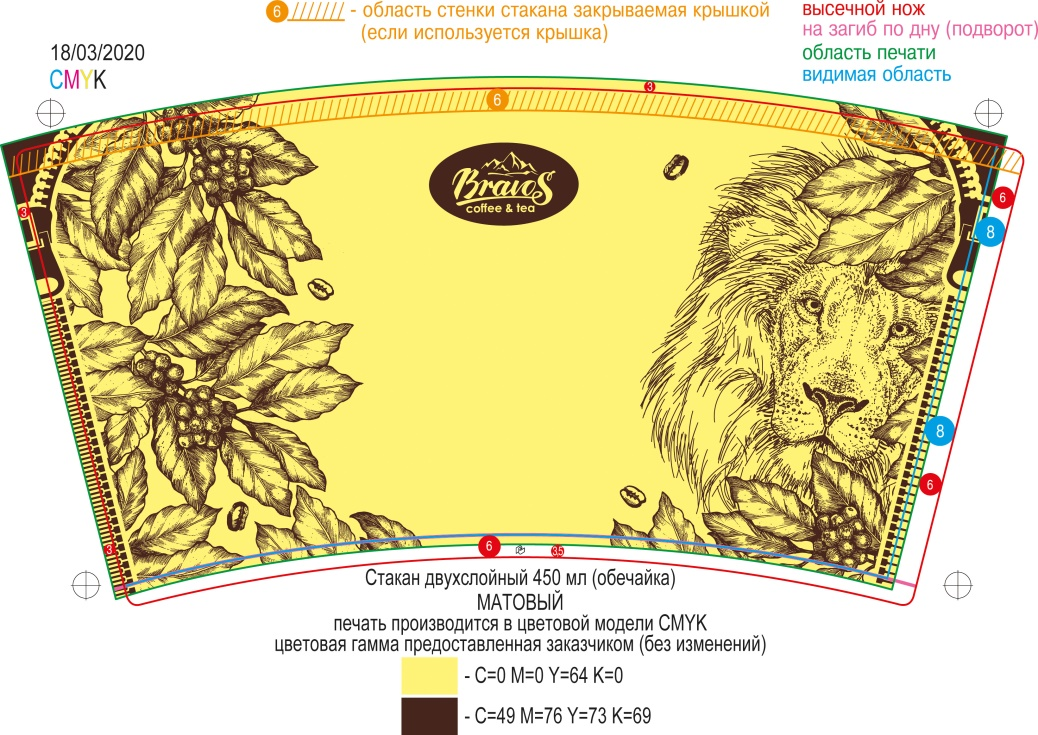 6 - область стенки стакана закрываемая крышкой
(если используется крышка)
высечной нож
на загиб по дну (подворот)
область печати
видимая область
18/03/2020
CMYK
3
6
BravoS
coffee & tea
3
6
8
8
6
3
6
35
Стакан двухслойный 450 мл (обечайка)
МАТОВЫЙ
печать производится в цветовой модели CMYK
цветовая гамма предоставленная заказчиком (без изменений)
- C=0 M=0 Y=64 K=0
- C=49 M=76 Y=73 K=69